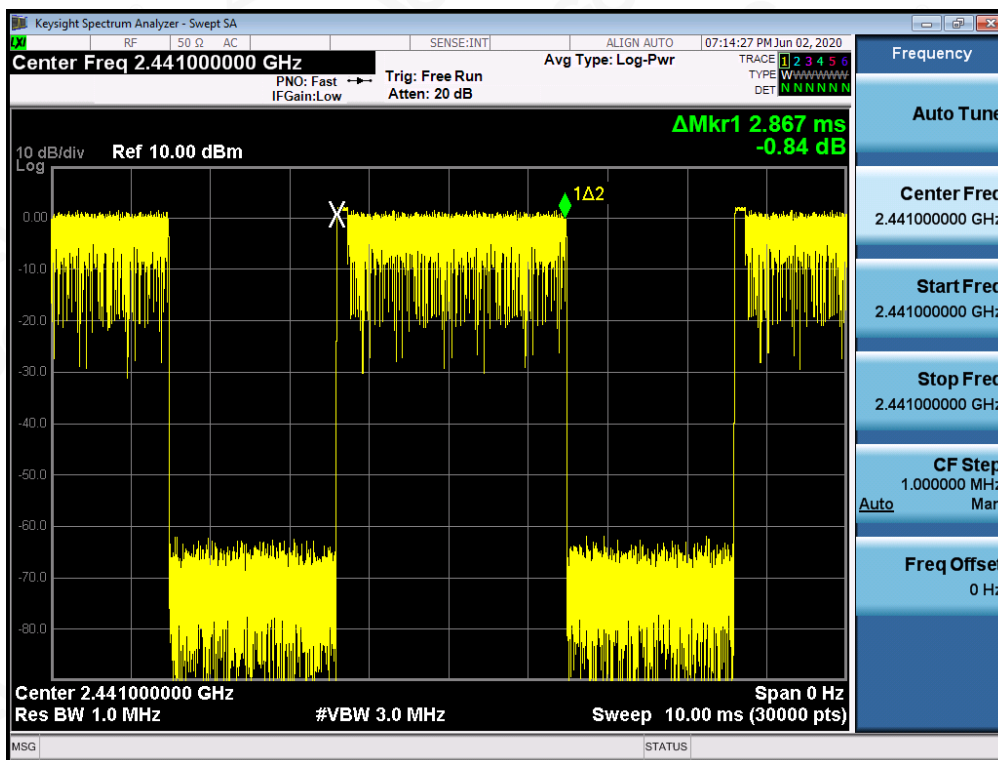 Keysight Spectrum Analyzer - Swept SA
LXI RF 50 Ω AC SENSE:INT ALIGN AUTO 07:14:27 PM Jun 02, 2020
Center Freq 2.441000000 GHz
PNO: Fast
IFGain:Low
Trig: Free Run
Atten: 20 dB
Avg Type: Log-Pwr
TRACE 1 2 3 4 5 6
TYPE WWWWWW
DET N N N N N N
ΔMkr1 2.867 ms
-0.84 dB
10 dB/div Ref 10.00 dBm
Log
1Δ2
0.00
-10.0
-20.0
-30.0
-40.0
-50.0
-60.0
-70.0
-80.0
Center 2.441000000 GHz Span 0 Hz
Res BW 1.0 MHz #VBW 3.0 MHz Sweep 10.00 ms (30000 pts)
MSG STATUS
Frequency
Auto Tune
Center Freq
2.441000000 GHz
Start Freq
2.441000000 GHz
Stop Freq
2.441000000 GHz
CF Step
1.000000 MHz
Auto Man
Freq Offset
0 Hz